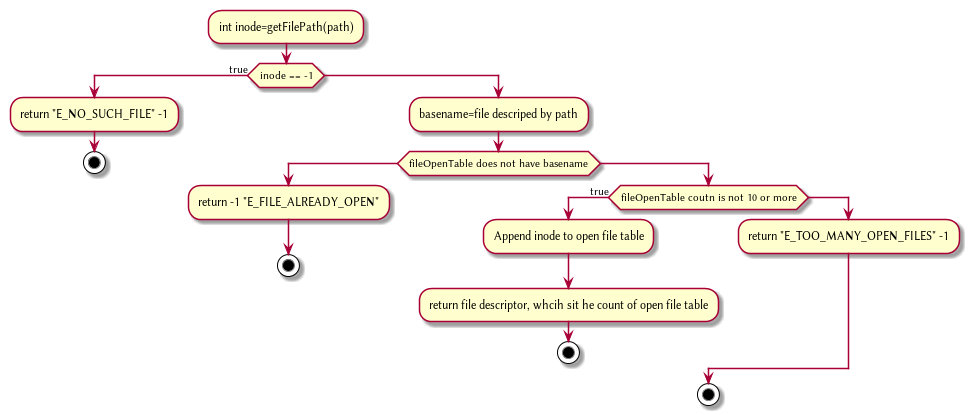 int inode=getFilePath(path)
true
inode == -1
return "E_NO_SUCH_FILE" -1
basename=file descriped by path
fileOpenTable does not have basename
return -1 "E_FILE_ALREADY_OPEN"
true
fileOpenTable coutn is not 10 or more
Append inode to open file table
return "E_TOO_MANY_OPEN_FILES" -1
return file descriptor, whcih sit he count of open file table